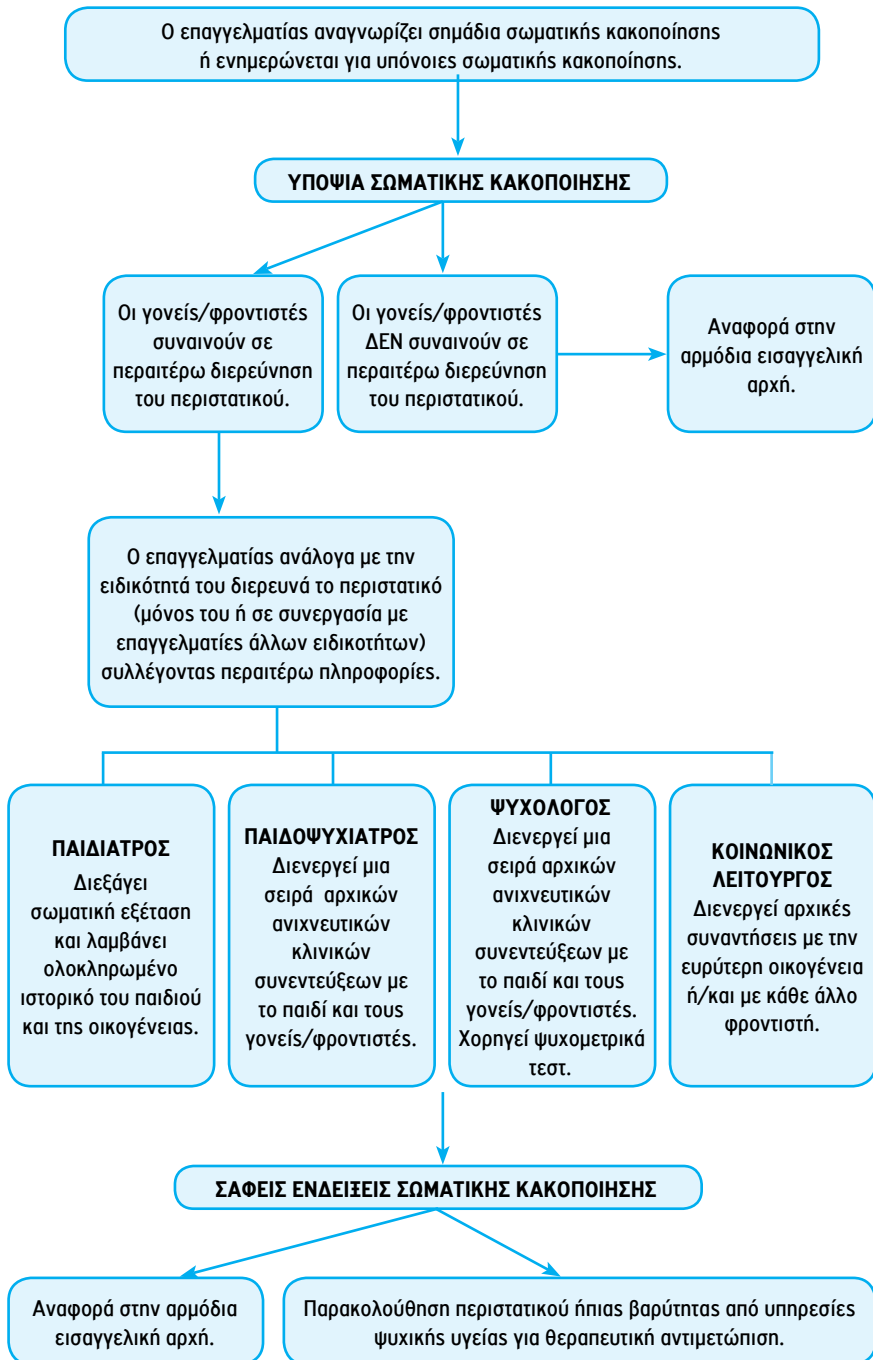 Ο επαγγελματίας αναγνωρίζει σημάδια σωματικής κακοποίησης
ή ενημερώνεται για υπόνοιες σωματικής κακοποίησης.
ΥΠΟΨΙΑ ΣΩΜΑΤΙΚΗΣ ΚΑΚΟΠΟΙΗΣΗΣ
Οι γονείς/φροντιστές
συναινούν σε
περαιτέρω διερεύνηση
του περιστατικού.
Οι γονείς/φροντιστές
ΔΕΝ συναινούν σε
περαιτέρω διερεύνηση
του περιστατικού.
Αναφορά στην
αρμόδια εισαγγελική
αρχή.
Ο επαγγελματίας ανάλογα με την
ειδικότητά του διερευνά το περιστατικό
(μόνος του ή σε συνεργασία με
επαγγελματίες άλλων ειδικοτήτων)
συλλέγοντας περαιτέρω πληροφορίες.
ΠΑΙΔΙΑΤΡΟΣ
Διεξάγει
σωματική εξέταση
και λαμβάνει
ολοκληρωμένο
ιστορικό του παιδιού
και της οικογένειας.
ΠΑΙΔΟΨΥΧΙΑΤΡΟΣ
Διενεργεί μια
σειρά αρχικών
ανιχνευτικών
κλινικών
συνεντεύξεων με
το παιδί και τους
γονείς/φροντιστές.
ΨΥΧΟΛΟΓΟΣ
Διενεργεί μια
σειρά αρχικών
ανιχνευτικών
κλινικών
συνεντεύξεων με
το παιδί και τους
γονείς/φροντιστές.
Χορηγεί ψυχομετρικά
τεστ.
ΚΟΙΝΩΝΙΚΟΣ
ΛΕΙΤΟΥΡΓΟΣ
Διενεργεί αρχικές
συναντήσεις με την
ευρύτερη οικογένεια
ή/και με κάθε άλλο
φροντιστή.
ΣΑΦΕΙΣ ΕΝΔΕΙΞΕΙΣ ΣΩΜΑΤΙΚΗΣ ΚΑΚΟΠΟΙΗΣΗΣ
Αναφορά στην αρμόδια
εισαγγελική αρχή.
Παρακολούθηση περιστατικού ήπιας βαρύτητας από υπηρεσίες
ψυχικής υγείας για θεραπευτική αντιμετώπιση.